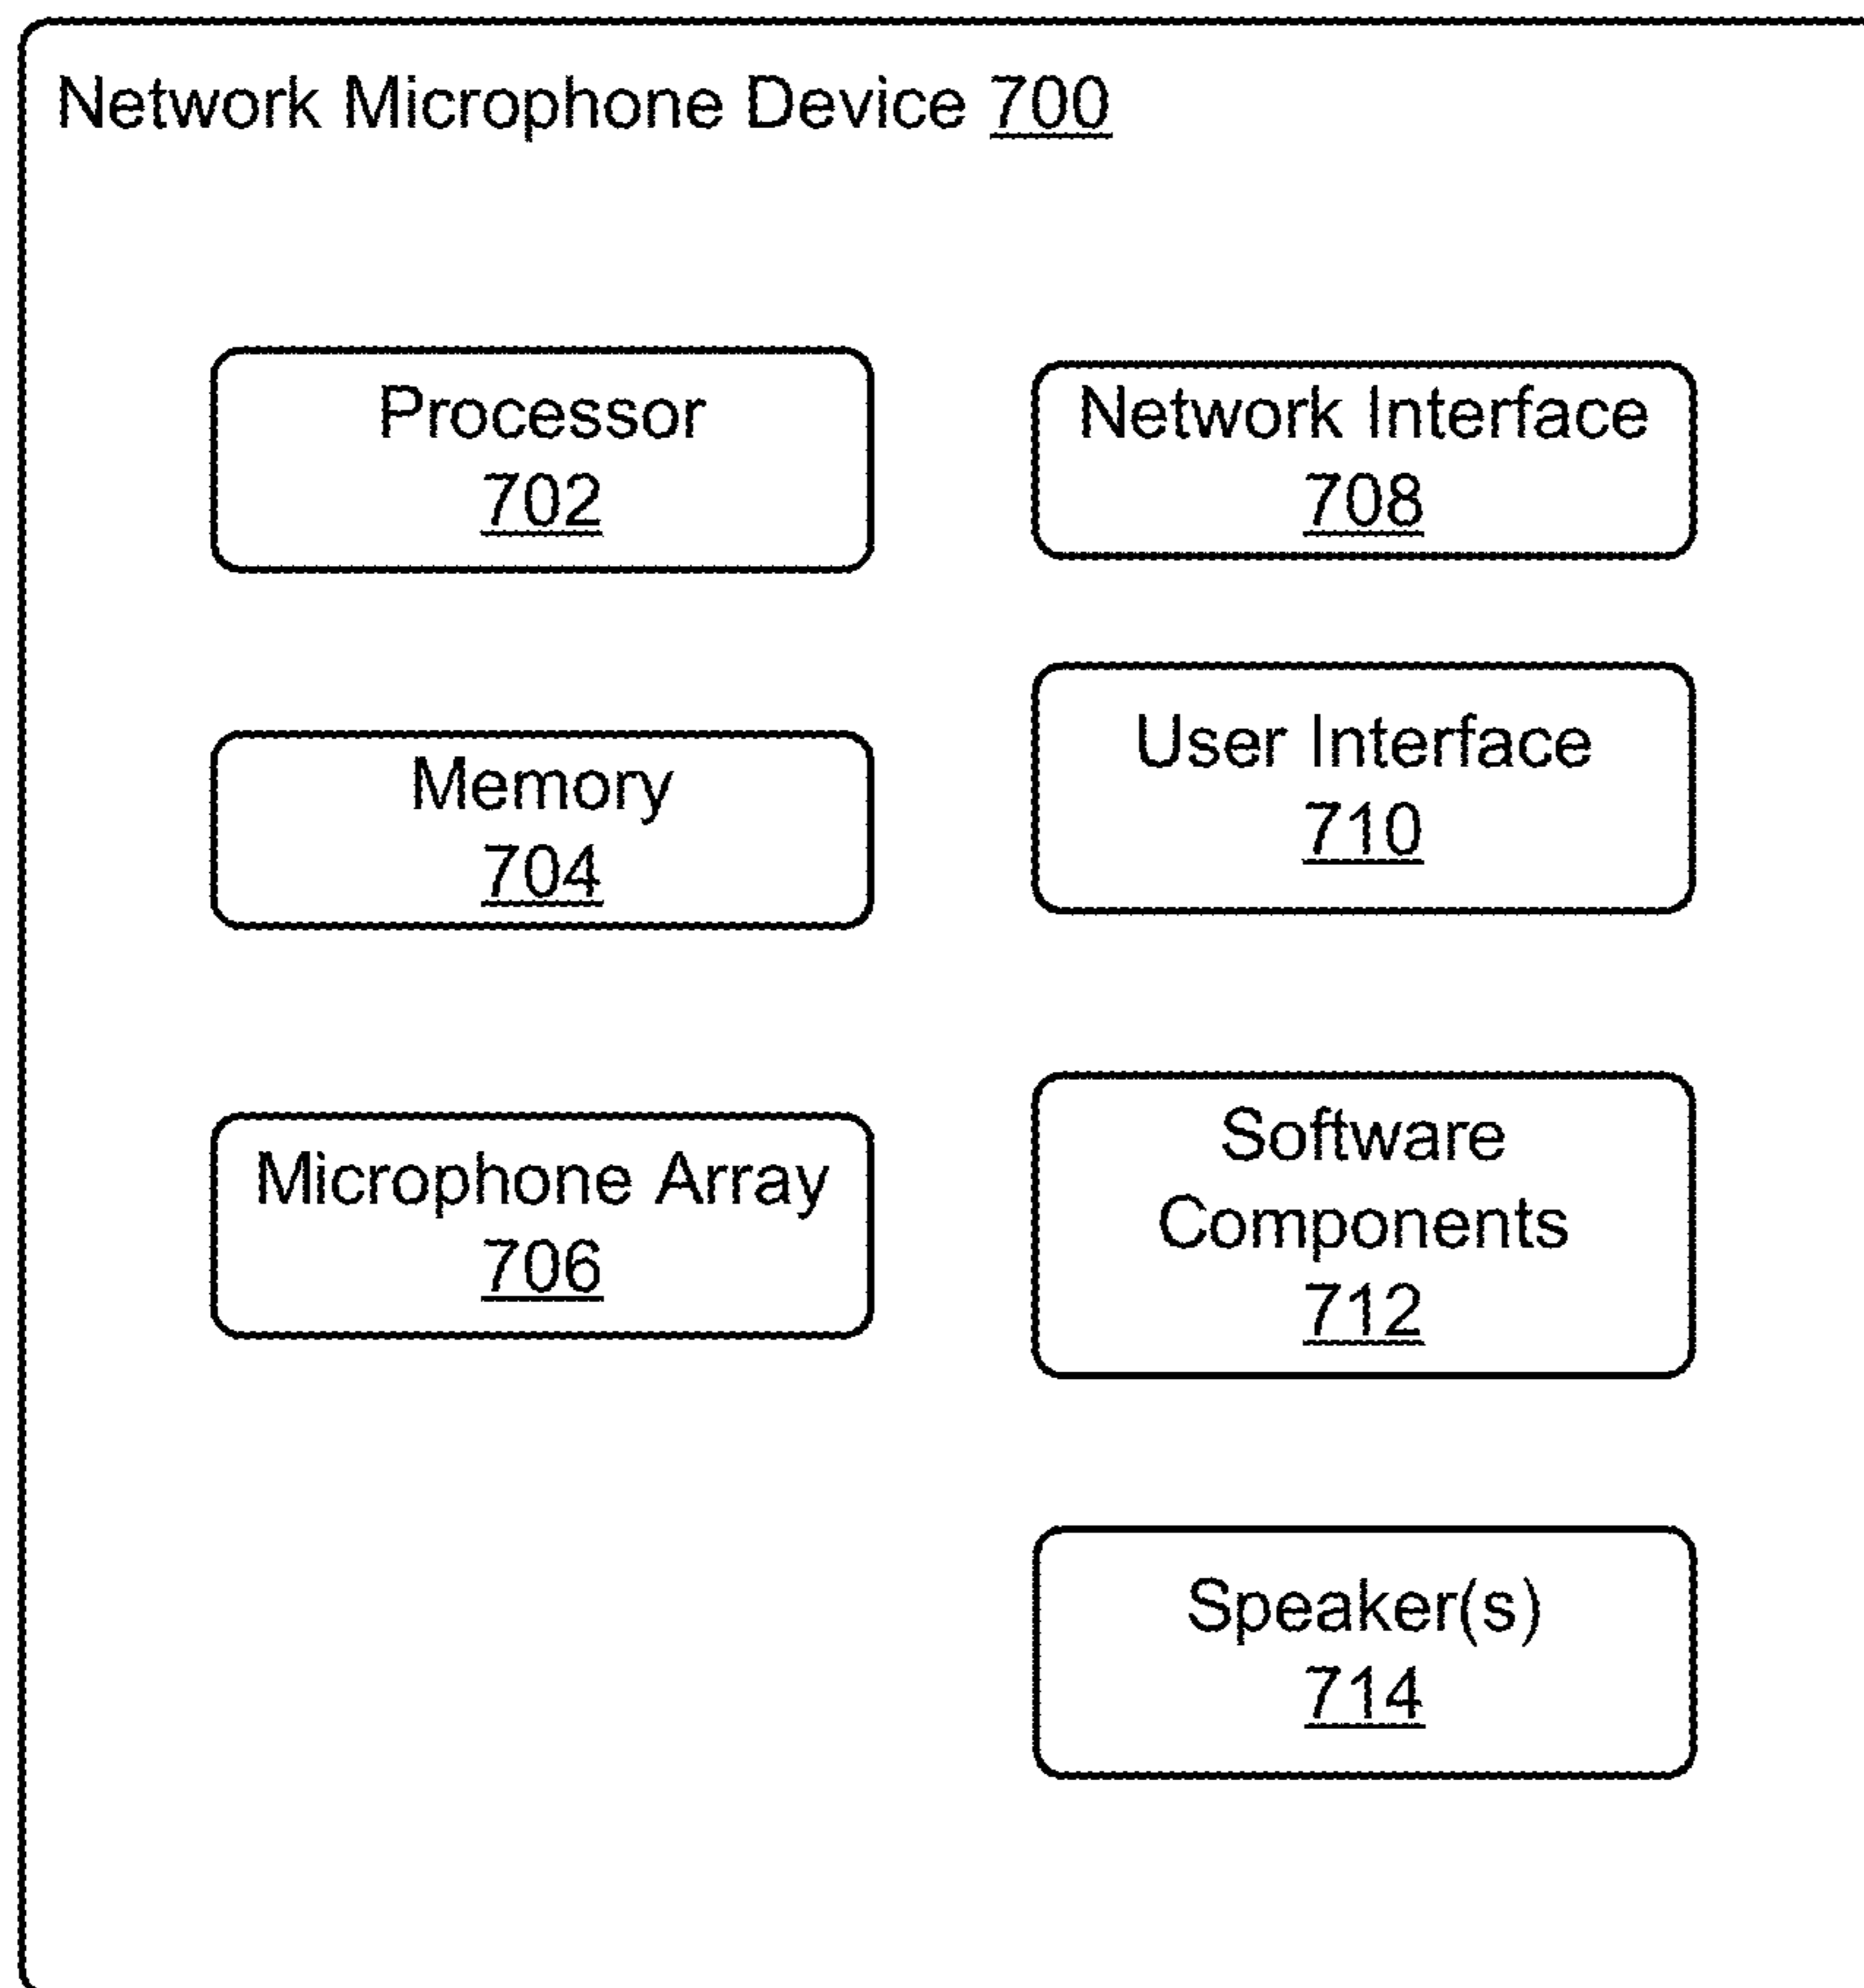 Network Microphone Device 700
Processor
702
Memory
704
Microphone Array
706
Network Interface
708
User Interface
710
Software
Components
712
Speaker(s)
714